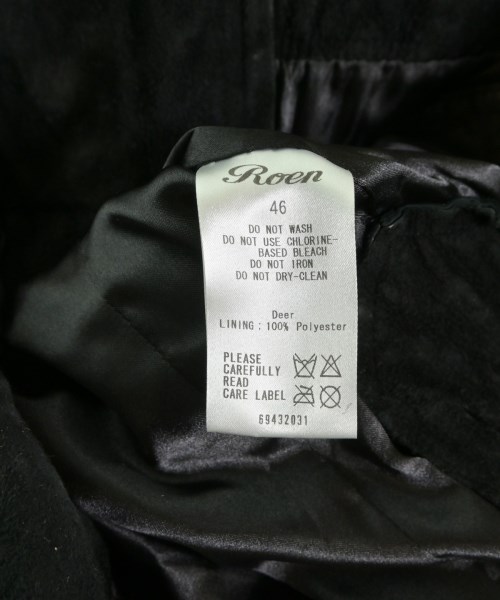 Roen
46
DO NOT WASH
DO NOT USE CHLORINE-
BASED BLEACH
DO NOT IRON
DO NOT DRY-CLEAN
Deer
LINING : 100% Polyester
PLEASE
CAREFULLY
READ
CARE LABEL
69432031